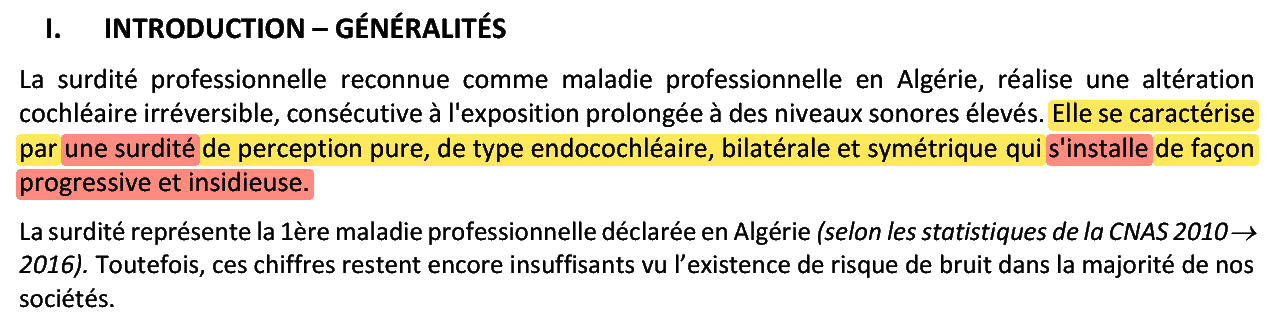 I. INTRODUCTION – GÉNÉRALITÉS
La surdité professionnelle reconnue comme maladie professionnelle en Algérie, réalise une altération
cochléaire irréversible, consécutive à l'exposition prolongée à des niveaux sonores élevés. Elle se caractérise
par une surdité de perception pure, de type endocochléaire, bilatérale et symétrique qui s'installe de façon
progressive et insidieuse.
La surdité représente la 1ère maladie professionnelle déclarée en Algérie (selon les statistiques de la CNAS 2010→
2016). Toutefois, ces chiffres restent encore insuffisants vu l’existence de risque de bruit dans la majorité de nos
sociétés.